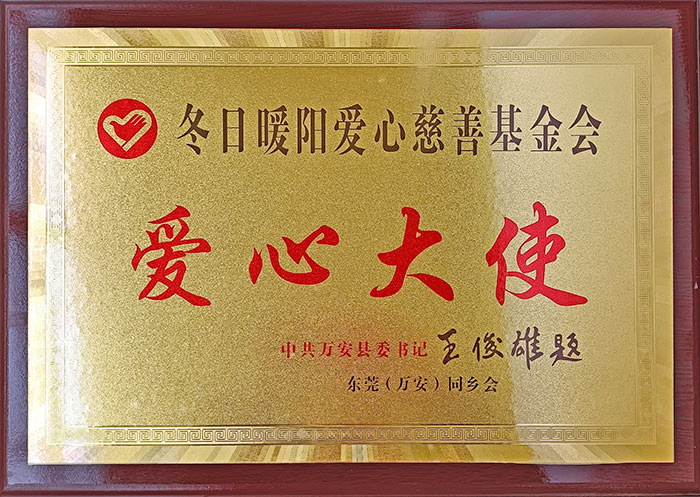 冬日暖阳爱心慈善基金会
爱心大使
中共万安县委书记 王俊雄题
东莞(万安)同乡会